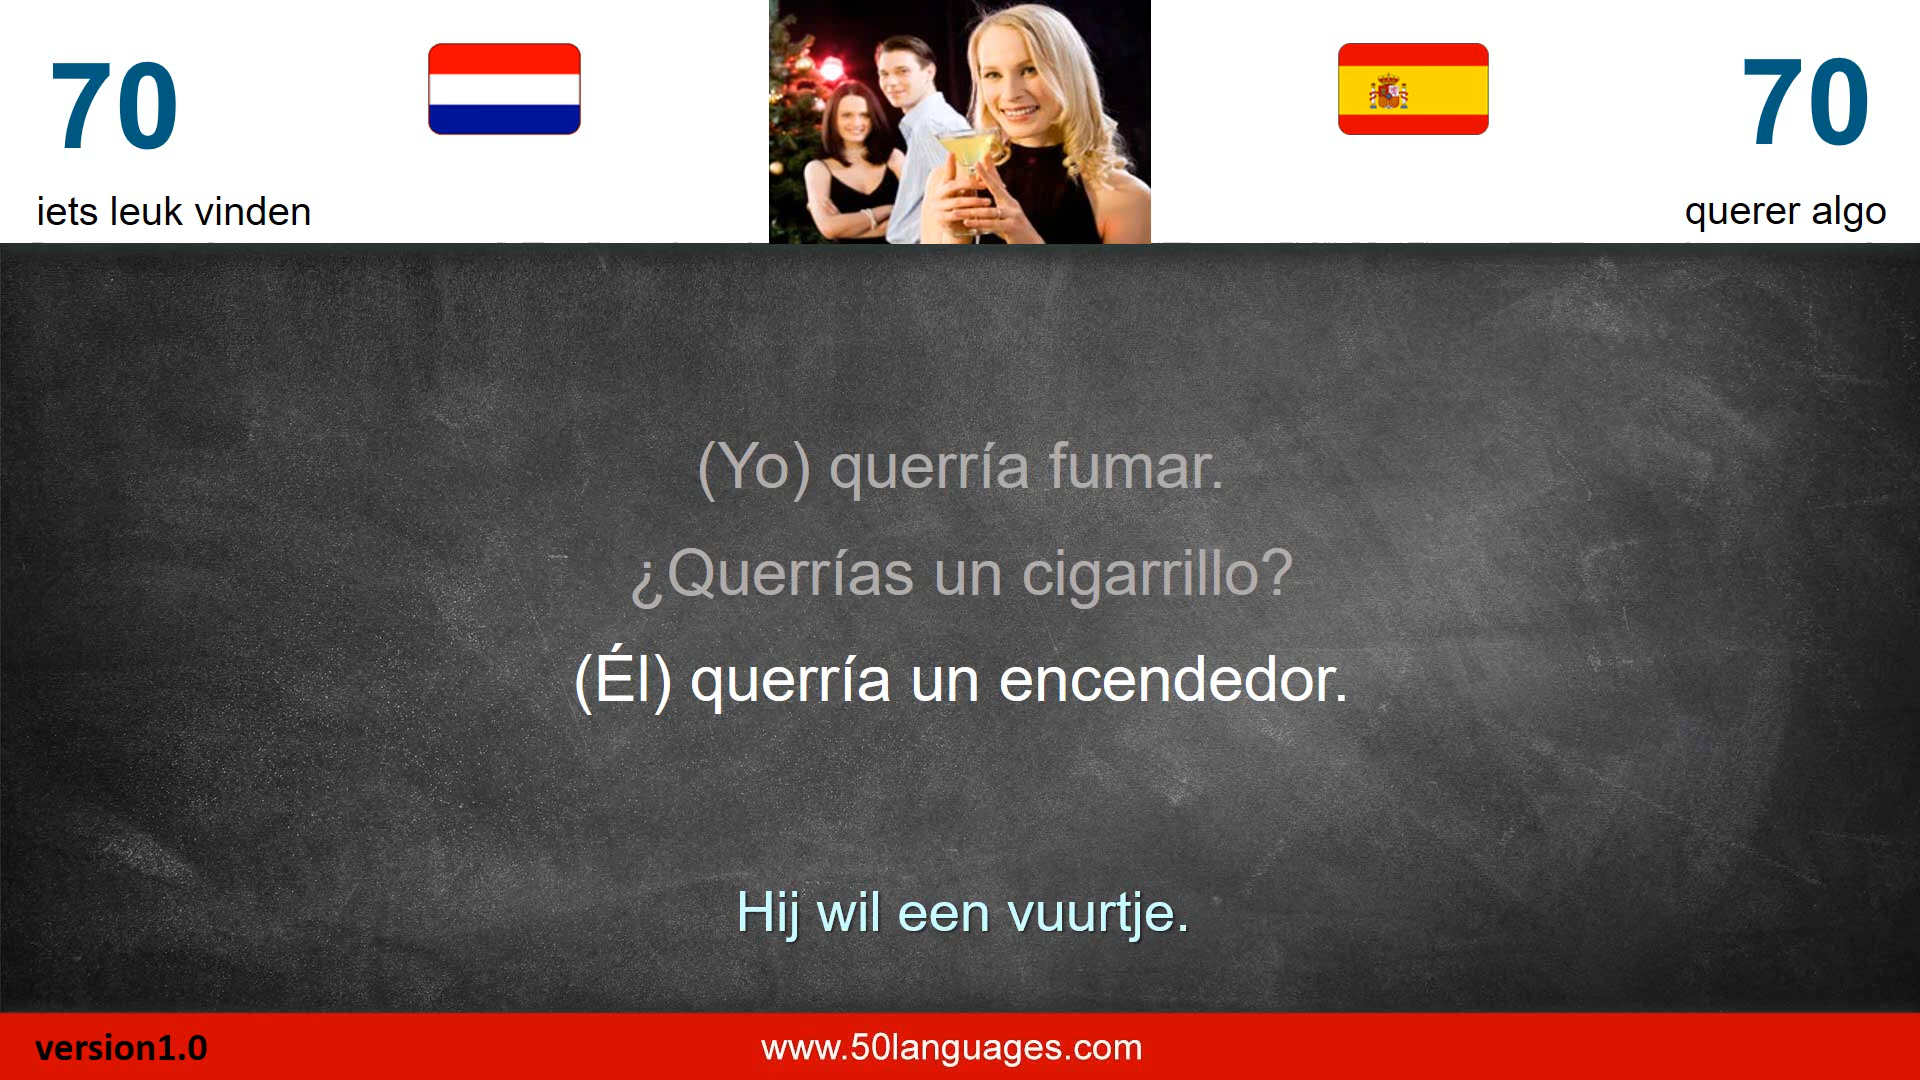 70
70
iets leuk vinden
querer algo
(Yo) querría fumar.
¿Querrías un cigarrillo?
(Él) querría un encendedor.
Hij wil een vuurtje.
version1.0
www.50languages.com